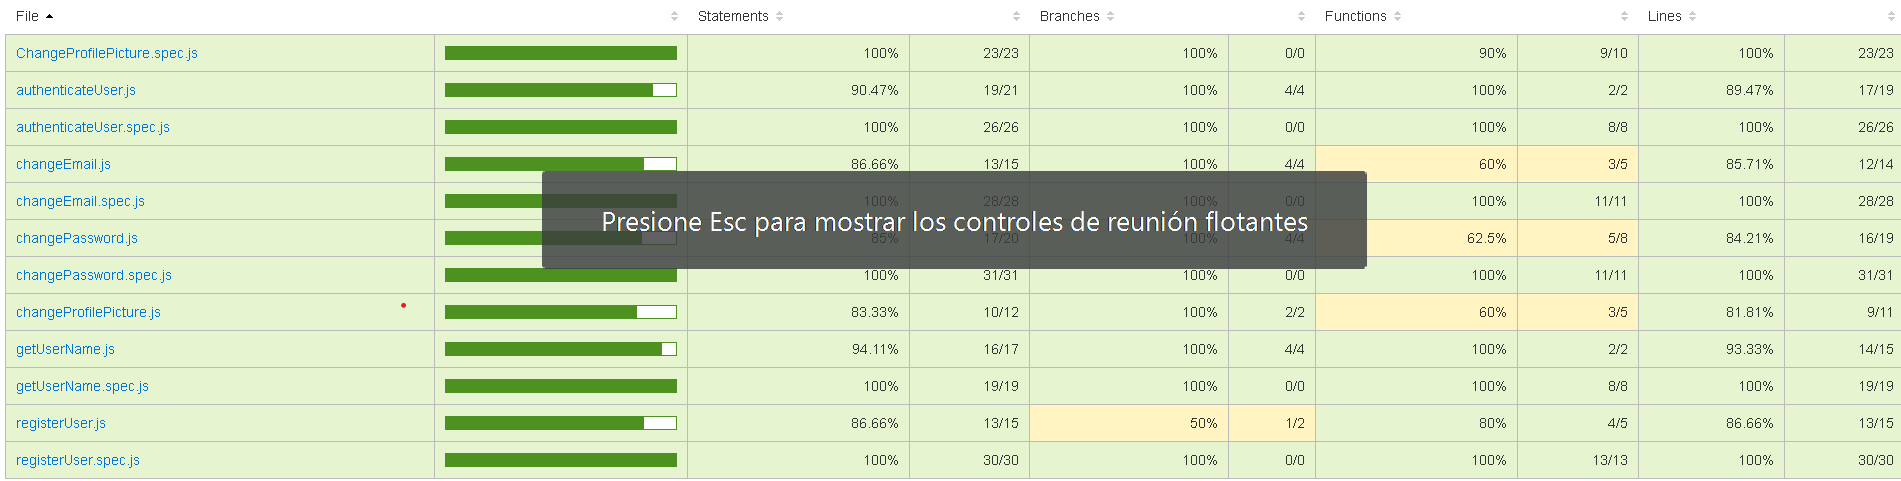 File Statements Branches Functions Lines
ChangeProfilePicture.spec.js 100% 23/23 100% 0/0 90% 9/10 100% 23/23
authenticateUser.js 90.47% 19/21 100% 4/4 100% 2/2 89.47% 17/19
authenticateUser.spec.js 100% 26/26 100% 0/0 100% 8/8 100% 26/26
changeEmail.js 86.66% 13/15 100% 4/4 60% 3/5 85.71% 12/14
changeEmail.spec.js 100% 28/28 100% 0/0 100% 11/11 100% 28/28
Presione Esc para mostrar los controles de reunión flotantes
changePassword.js 85% 17/20 100% 4/4 62.5% 5/8 84.21% 16/19
changePassword.spec.js 100% 31/31 100% 0/0 100% 11/11 100% 31/31
changeProfilePicture.js 83.33% 10/12 100% 2/2 60% 3/5 81.81% 9/11
getUserName.js 94.11% 16/17 100% 4/4 100% 2/2 93.33% 14/15
getUserName.spec.js 100% 19/19 100% 0/0 100% 8/8 100% 19/19
registerUser.js 86.66% 13/15 50% 1/2 80% 4/5 86.66% 13/15
registerUser.spec.js 100% 30/30 100% 0/0 100% 13/13 100% 30/30